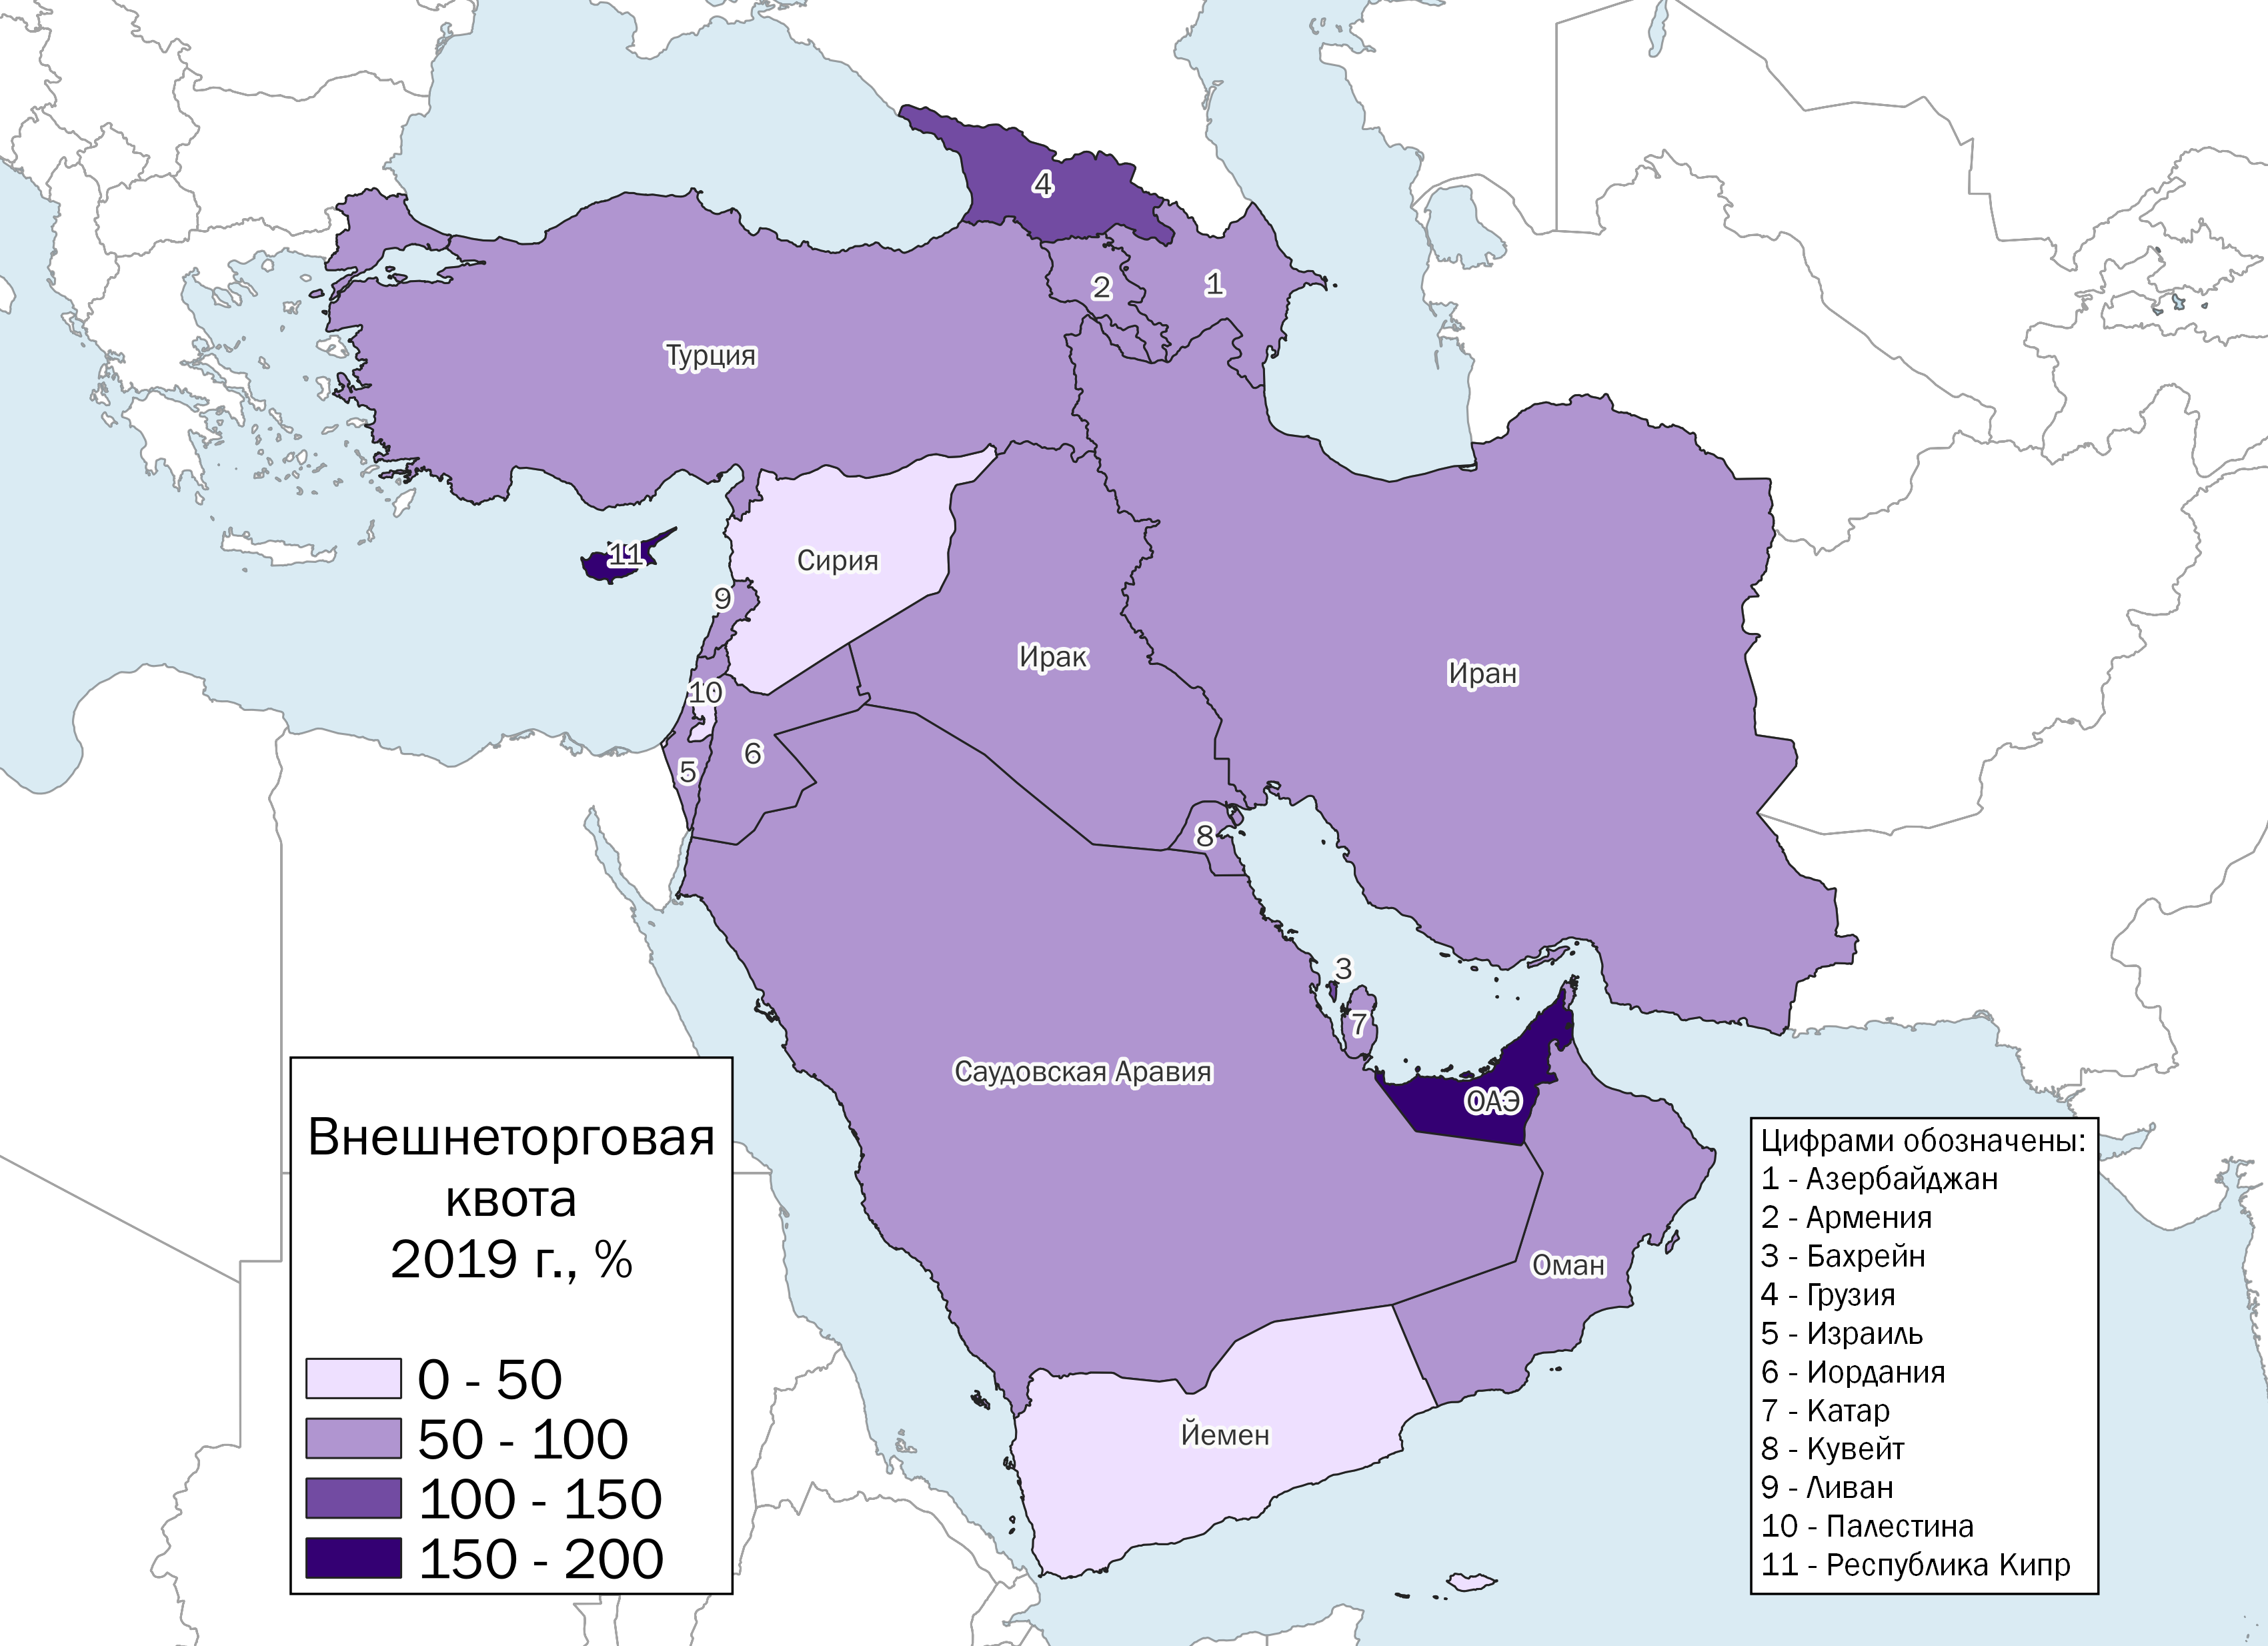 4
2
1
Турция
11
Сирия
9
Ирак
Иран
10
6
5
8
3
7
Саудовская Аравия
ОАЭ
Оман
Йемен
Внешнеторговая
квота
2019 г., %
0 - 50
50 - 100
100 - 150
150 - 200
Цифрами обозначены:
1 - Азербайджан
2 - Армения
3 - Бахрейн
4 - Грузия
5 - Израиль
6 - Иордания
7 - Катар
8 - Кувейт
9 - Ливан
10 - Палестина
11 - Республика Кипр